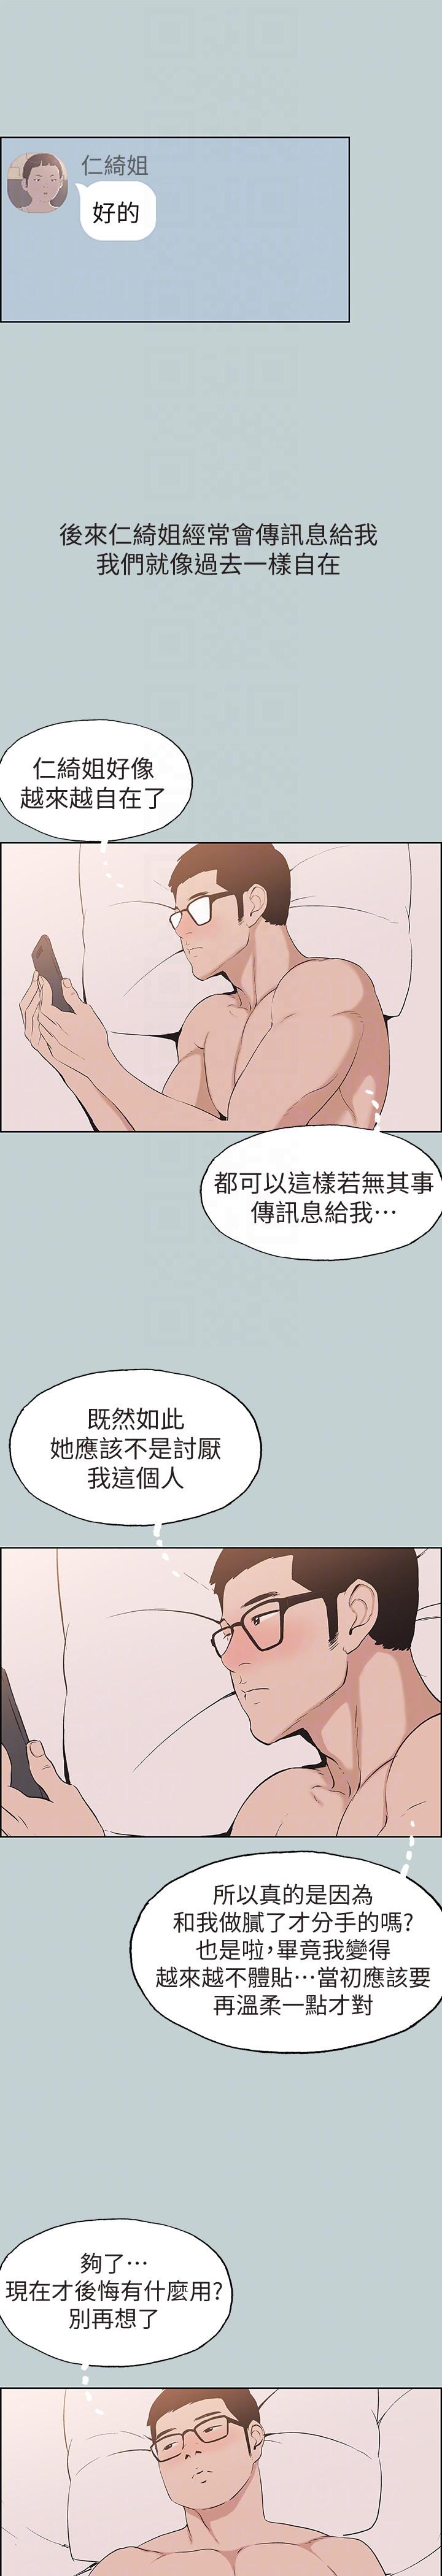 仁綺姐
好的
後來仁綺姐經常會傳訊息給我
我們就像過去一樣自在
仁綺姐好像
越來越自在了
都可以這樣若無其事
傳訊息給我⋯
既然如此
她應該不是討厭
我這個人
所以真的是因為
和我做膩了才分手的嗎?
也是啦,畢竟我變得
越來越不體貼⋯當初應該要
再溫柔一點才對
夠了⋯
現在才後悔有什麼用?
別再想了